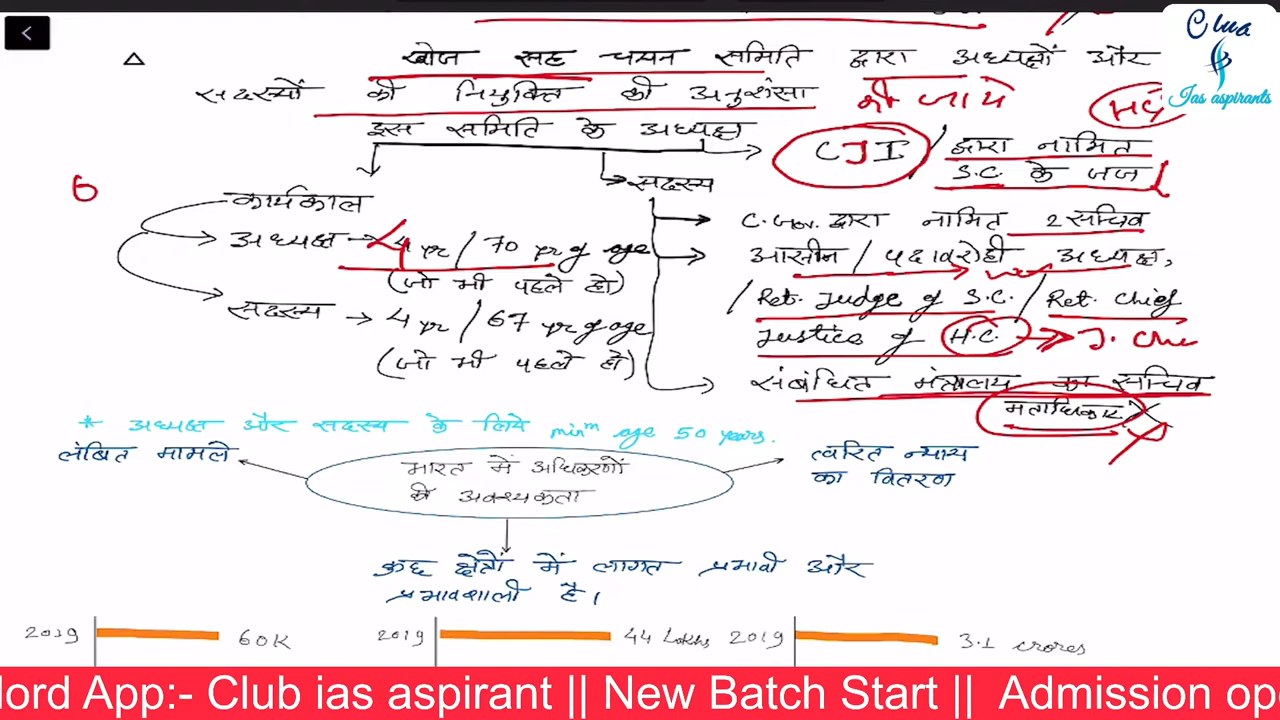 Club
Ias aspirants
खोज सह चयन समिति द्वारा अध्यक्षों और
सदस्यों की नियुक्ति की अनुशंसा की जाये
HC
इस समिति के अध्यक्ष
CJI / द्वारा नामित
S.C. के जज
सदस्य
6
कार्यकाल
C. Gov. द्वारा नामित 2 सचिव
अध्यक्ष → 4 yr / 70 yr of age
(जो भी पहले हो)
आसीन / पदावरोही अध्यक्ष,
/ Ret. Judge of S.C. / Ret. Chief
Justice of H.C.
सदस्य → 4 yr / 67 yr of age
(जो भी पहले हो)
संबंधित मंत्रालय का सचिव
मताधिकार X
* अध्यक्ष और सदस्य के लिये minm age 50 years.
लंबित मामले
भारत में अधिकरणों
की अवश्यकता
त्वरित न्याय
का वितरण
कुछ क्षेत्रों में लागत प्रभावी और
प्रभावशाली है।
2019 60K
2019 44 Lakhs
2019 3.1 crores
lord App:- Club ias aspirant || New Batch Start || Admission op